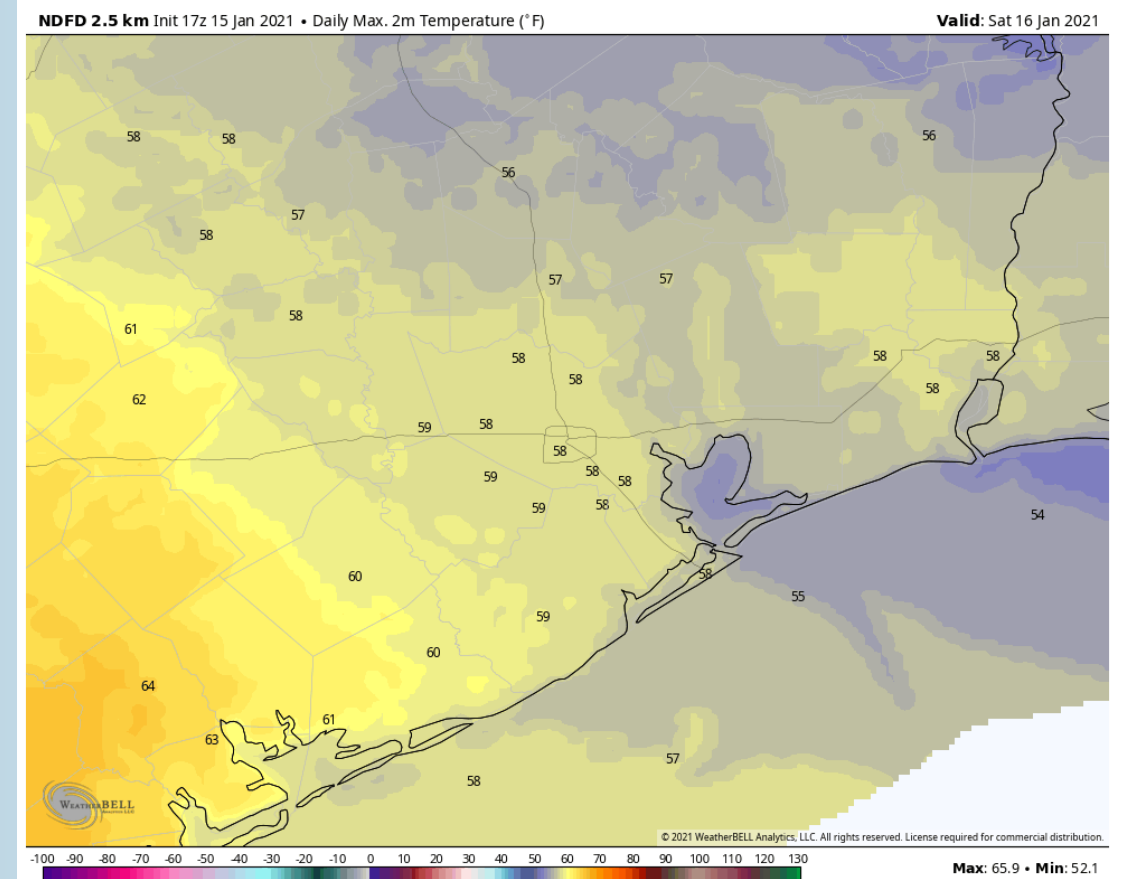 NDFD 2.5 km Init 17z 15 Jan 2021 • Daily Max. 2m Temperature (°F) Valid: Sat 16 Jan 2021
58 58 56
56
57
58
57 57
58
61
58 58 58
58
62 58
59 58
58
59 58 58
59 58
54
60 58
55
59
60
64
61
63
57
58
WEATHERBELL
ANALYTICS LLC
© 2021 WeatherBELL Analytics, LLC. All rights reserved. License required for commercial distribution.
-100 -90 -80 -70 -60 -50 -40 -30 -20 -10 0 10 20 30 40 50 60 70 80 90 100 110 120 130
Max: 65.9 • Min: 52.1